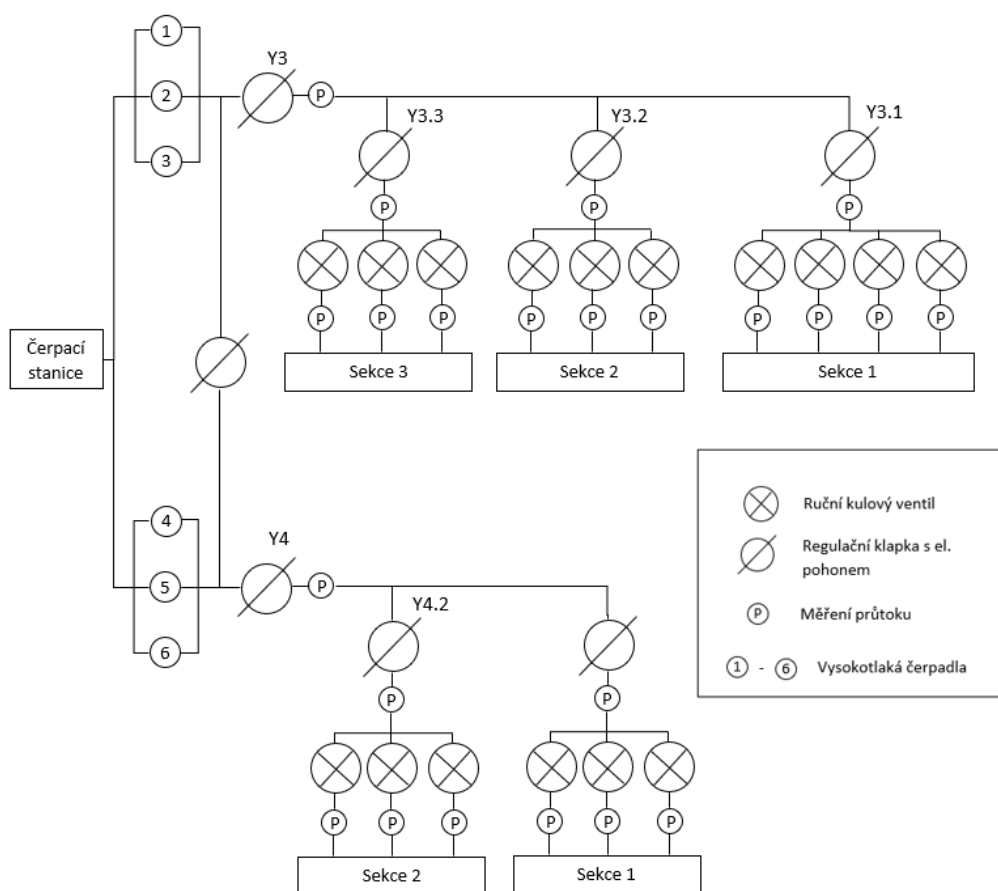 1
Y3
2
P
Y3.3
Y3.2
Y3.1
3
P
P
P
P
P
P
P
P
P
P
P
P
P
Čerpací
stanice
Sekce 3
Sekce 2
Sekce 1
Ruční kulový ventil
Regulační klapka s el.
pohonem
P
Měření průtoku
1 - 6
Vysokotlaká čerpadla
4
Y4
5
P
Y4.2
6
P
P
P
P
P
P
P
P
Sekce 2
Sekce 1